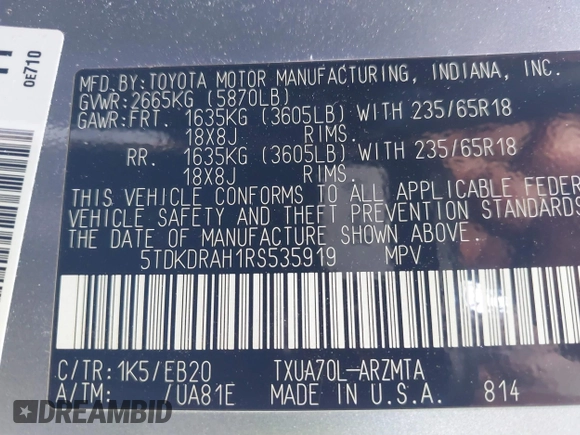 0E710
MFD.BY:TOYOTA MOTOR MANUFACTURING, INDIANA, INC.
GVWR:2665KG (5870LB)
GAWR:FRT. 1635KG (3605LB) WITH 235/65R18
18X8J RIMS.
RR. 1635KG (3605LB) WITH 235/65R18
18X8J RIMS.
THIS VEHICLE CONFORMS TO ALL APPLICABLE FEDER
VEHICLE SAFETY AND THEFT PREVENTION STANDARDS
THE DATE OF MANUFACTURE SHOWN ABOVE.
5TDKDRAH1RS535919 MPV
C/TR:1K5/EB20 TXUA70L-ARZMTA
A/TM: /UA81E MADE IN U.S.A. 814
DREAMBID